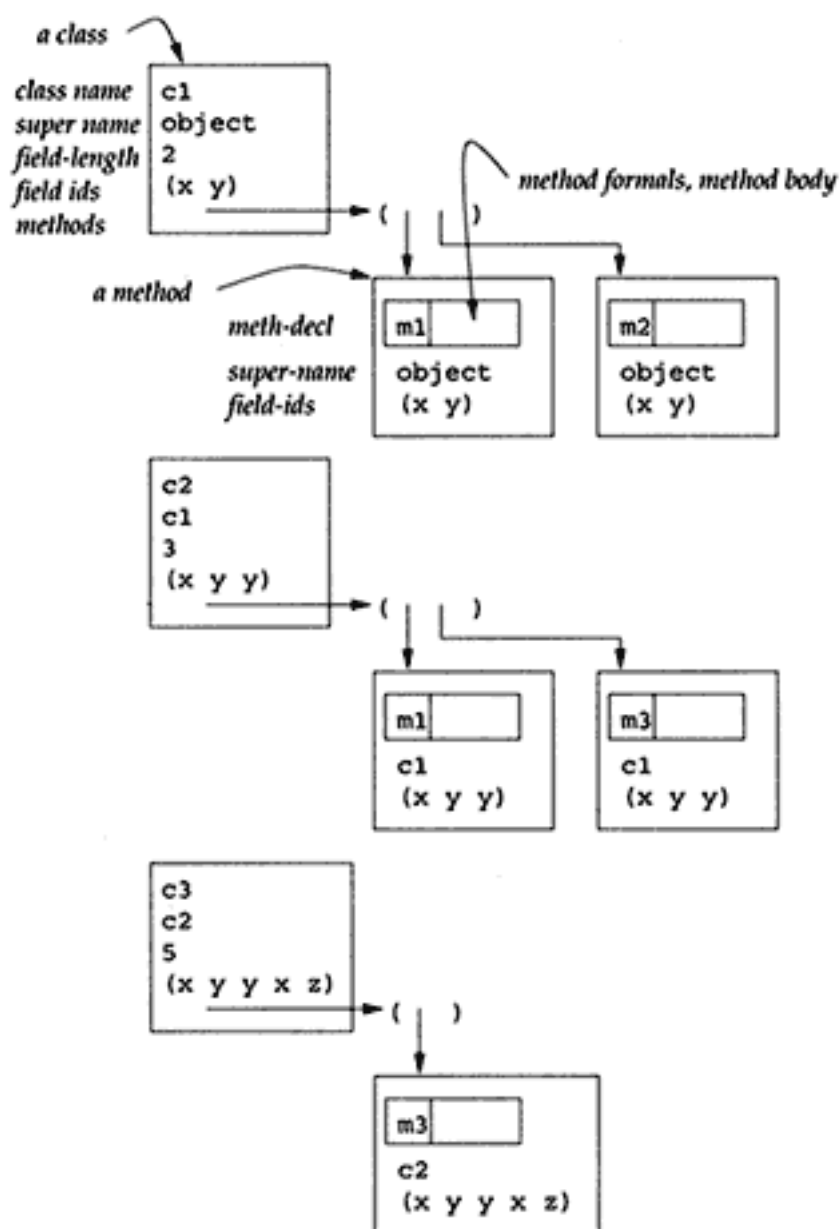 a class
class name c1
super name object
field-length 2
field ids (x y)
methods ( )
method formals, method body
a method
meth-decl m1 m2
super-name object object
field-ids (x y) (x y)
c2
c1
3
(x y y)
( )
m1 m3
c1 c1
(x y y) (x y y)
c3
c2
5
(x y y x z)
( )
m3
c2
(x y y x z)